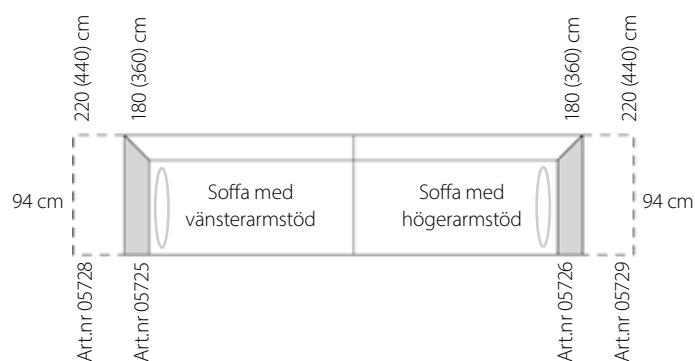 220 (440) cm
180 (360) cm
180 (360) cm
220 (440) cm
94 cm
Soffa med
vänsterarmstöd
Soffa med
högerarmstöd
94 cm
Art.nr 05728
Art.nr 05725
Art.nr 05726
Art.nr 05729